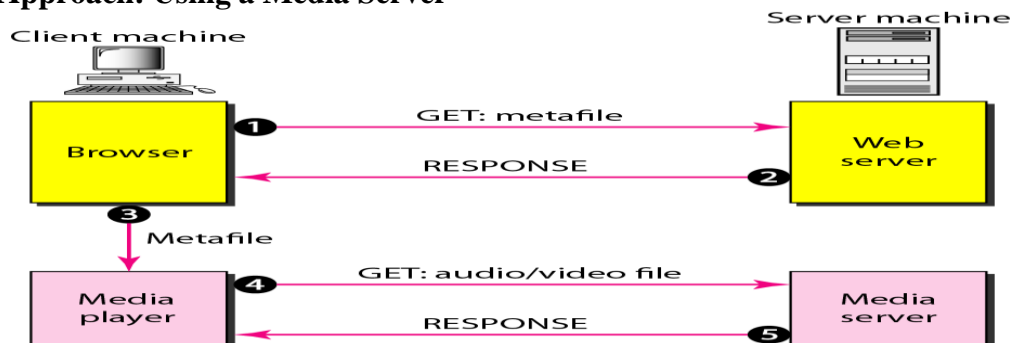 Approach: Using a Media Server
Client machine
Server machine
1
GET: metafile
Browser
Web
server
RESPONSE
2
3
Metafile
4
GET: audio/video file
Media
player
Media
server
RESPONSE
5